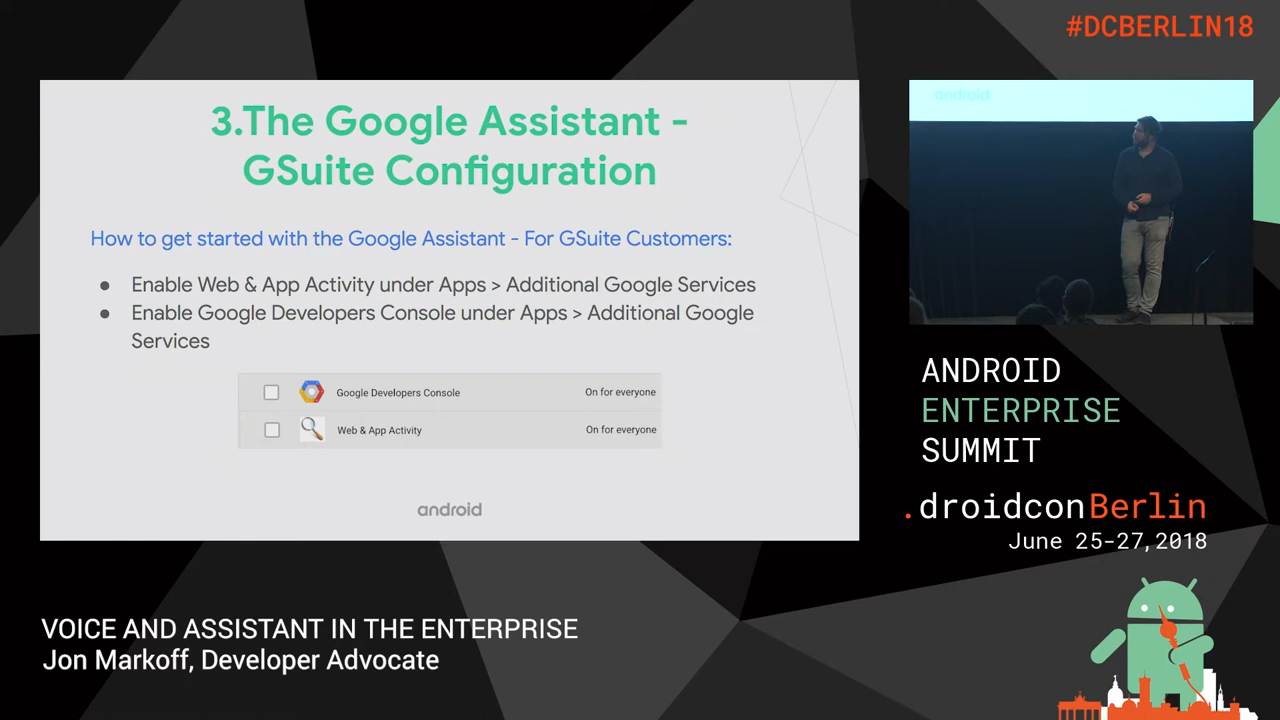 #DCBERLIN18
3.The Google Assistant -
GSuite Configuration
How to get started with the Google Assistant - For GSuite Customers:
● Enable Web & App Activity under Apps > Additional Google Services
● Enable Google Developers Console under Apps > Additional Google
Services
Google Developers Console On for everyone
Web & App Activity On for everyone
android
android
ANDROID
ENTERPRISE
SUMMIT
.droidconBerlin
June 25-27,2018
VOICE AND ASSISTANT IN THE ENTERPRISE
Jon Markoff, Developer Advocate